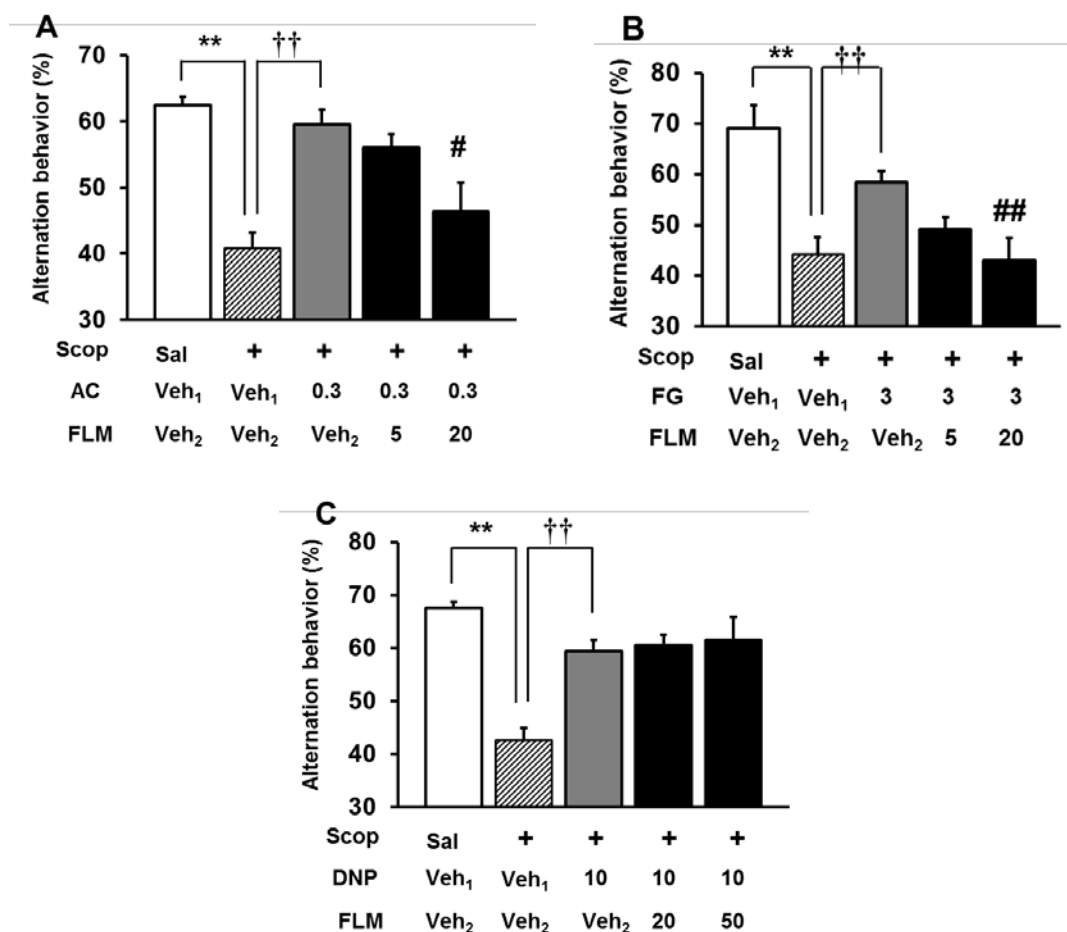 A
Alternation behavior (%)
** ††
70
60
50
40
30
#
Scop Sal + + + +
AC Veh₁ Veh₁ 0.3 0.3 0.3
FLM Veh₂ Veh₂ Veh₂ 5 20
B
Alternation behavior (%)
** ††
80
70
60
50
40
30
##
Scop Sal + + + +
FG Veh₁ Veh₁ 3 3 3
FLM Veh₂ Veh₂ Veh₂ 5 20
C
Alternation behavior (%)
** ††
80
70
60
50
40
30
Scop Sal + + + +
DNP Veh₁ Veh₁ 10 10 10
FLM Veh₂ Veh₂ Veh₂ 20 50